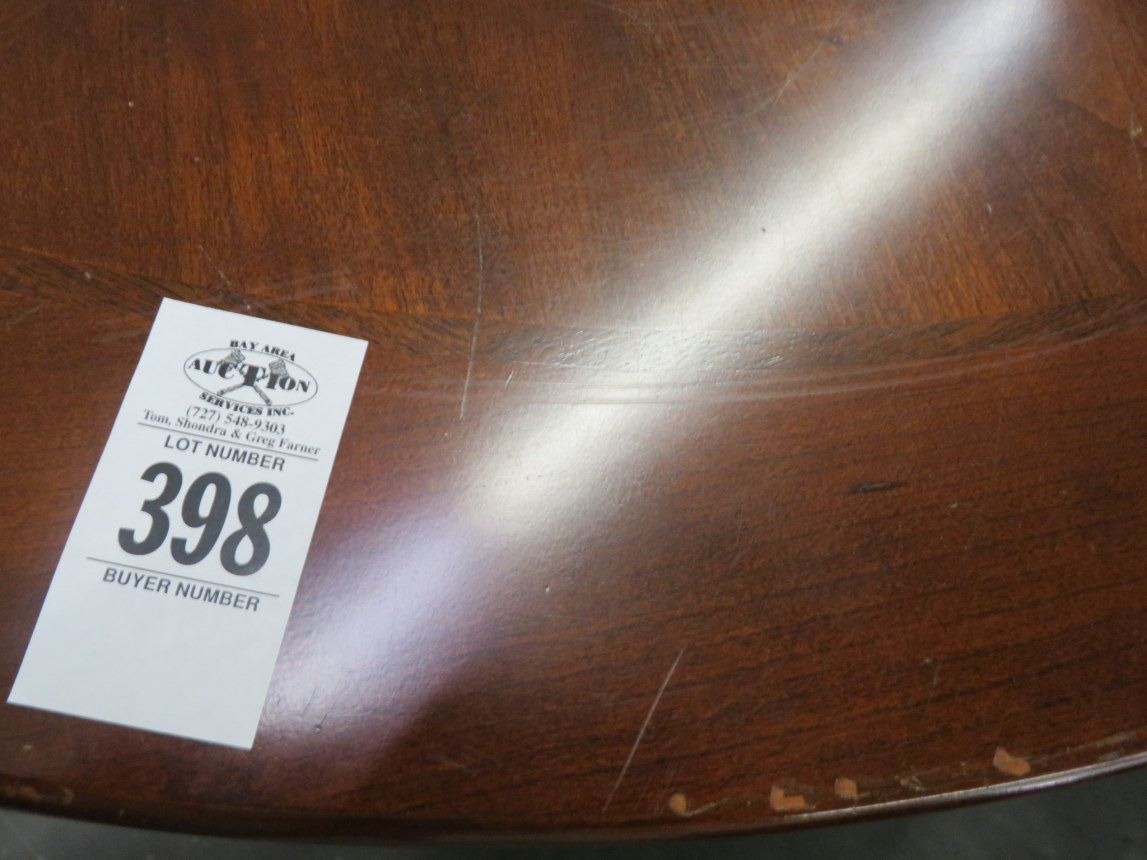 BAY AREA
AUCTION
SERVICES INC.
(727) 548-9303
Tom, Shondra & Greg Farner
LOT NUMBER
398
BUYER NUMBER